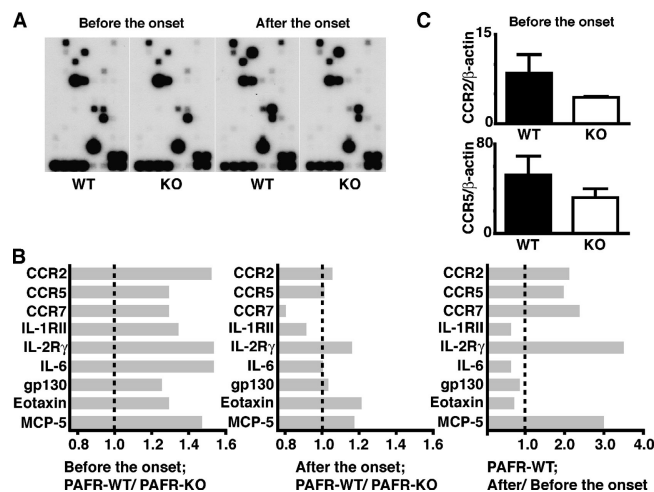 A
Before the onset
After the onset
WT
KO
WT
KO
C
Before the onset
CCR2/β-actin
15
0
WT
KO
CCR5/β-actin
80
0
WT
KO
B
CCR2
CCR5
CCR7
IL-1RII
IL-2Rγ
IL-6
gp130
Eotaxin
MCP-5
0.8 1.0 1.2 1.4 1.6
Before the onset;
PAFR-WT/ PAFR-KO
CCR2
CCR5
CCR7
IL-1RII
IL-2Rγ
IL-6
gp130
Eotaxin
MCP-5
0.8 1.0 1.2 1.4 1.6
After the onset;
PAFR-WT/ PAFR-KO
CCR2
CCR5
CCR7
IL-1RII
IL-2Rγ
IL-6
gp130
Eotaxin
MCP-5
0 1.0 2.0 3.0 4.0
PAFR-WT;
After/ Before the onset